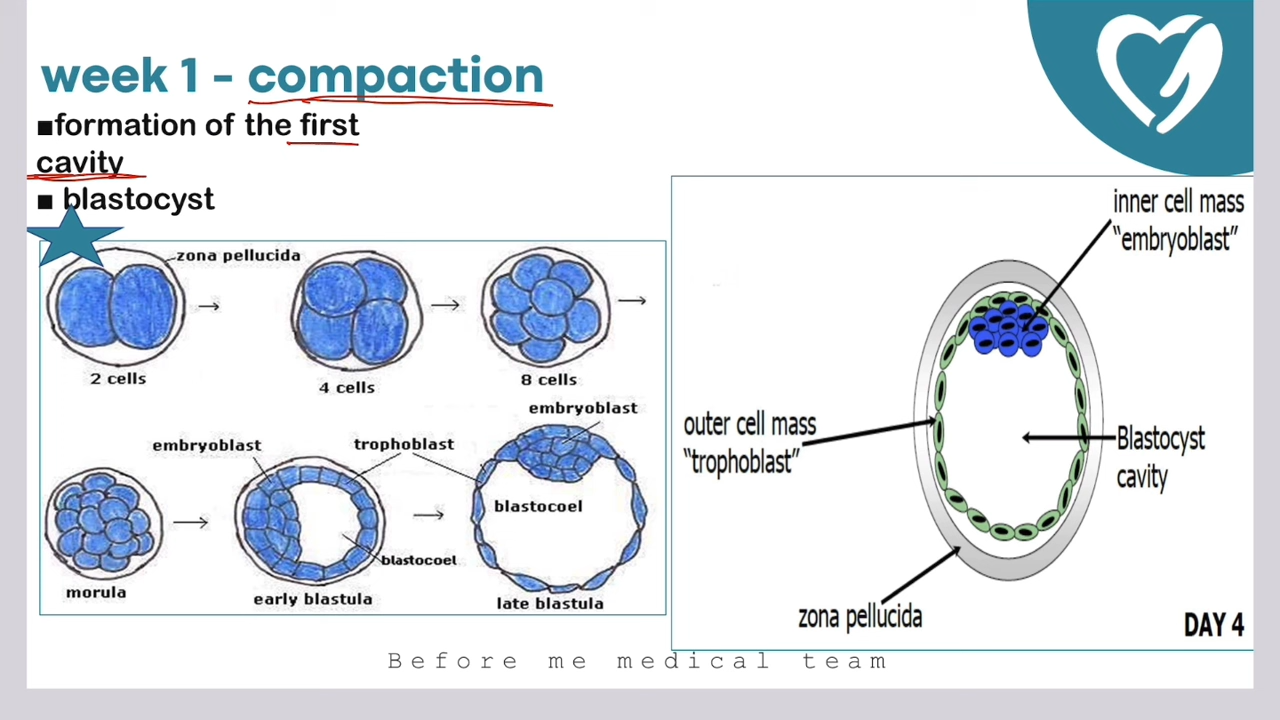 week 1 - compaction
■formation of the first
cavity
■ blastocyst
zona pellucida
2 cells
4 cells
8 cells
embryoblast
embryoblast
trophoblast
blastocoel
blastocoel
morula
early blastula
late blastula
inner cell mass
“embryoblast”
outer cell mass
“trophoblast”
Blastocyst
cavity
zona pellucida
DAY 4
Before me medical team